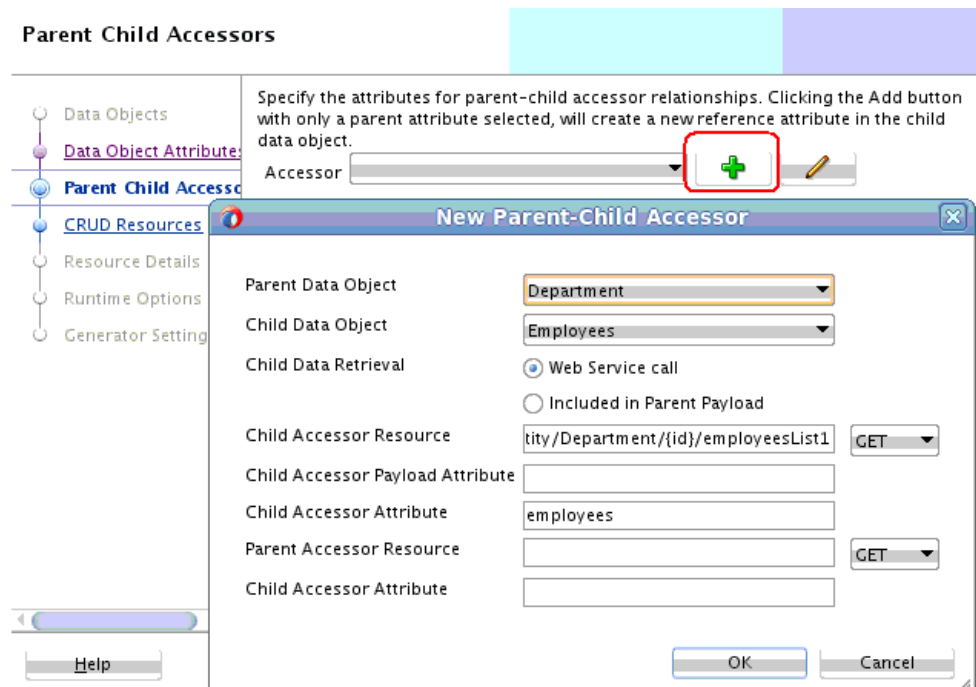 Parent Child Accessors
Specify the attributes for parent-child accessor relationships. Clicking the Add button
with only a parent attribute selected, will create a new reference attribute in the child
data object.
Accessor
Data Objects
Data Object Attribute
Parent Child Accesso
CRUD Resources
Resource Details
Runtime Options
Generator Setting
New Parent-Child Accessor
Parent Data Object
Department
Child Data Object
Employees
Child Data Retrieval
Web Service call
Included in Parent Payload
Child Accessor Resource
tity/Department/{id}/employeesList1
GET
Child Accessor Payload Attribute
Child Accessor Attribute
employees
Parent Accessor Resource
GET
Child Accessor Attribute
OK
Cancel
Help